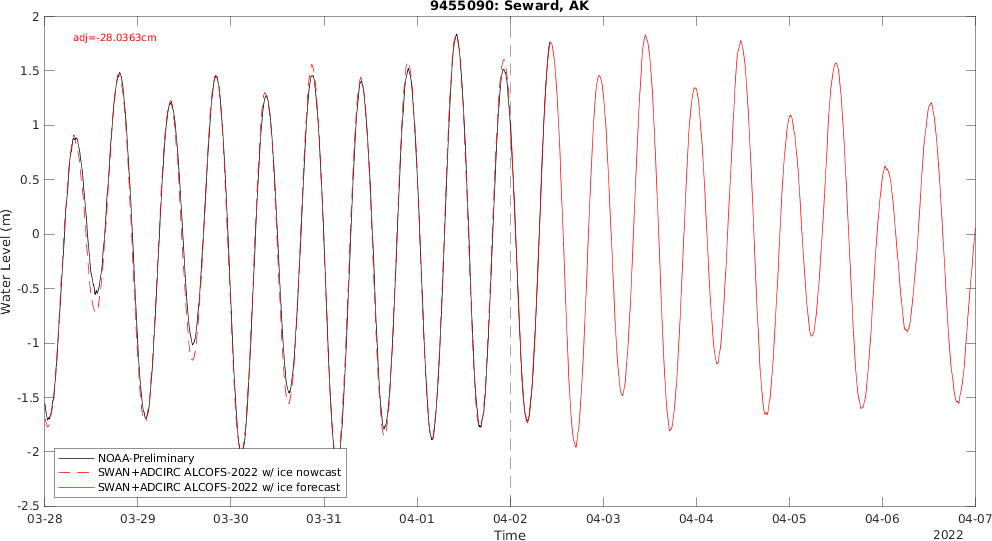 9455090: Seward, AK
adj=-28.0363cm
2
1.5
1
0.5
0
-0.5
-1
-1.5
-2
-2.5
Water Level (m)
NOAA-Preliminary
SWAN+ADCIRC ALCOFS-2022 w/ ice nowcast
SWAN+ADCIRC ALCOFS-2022 w/ ice forecast
03-28 03-29 03-30 03-31 04-01 04-02 04-03 04-04 04-05 04-06 04-07
Time
2022